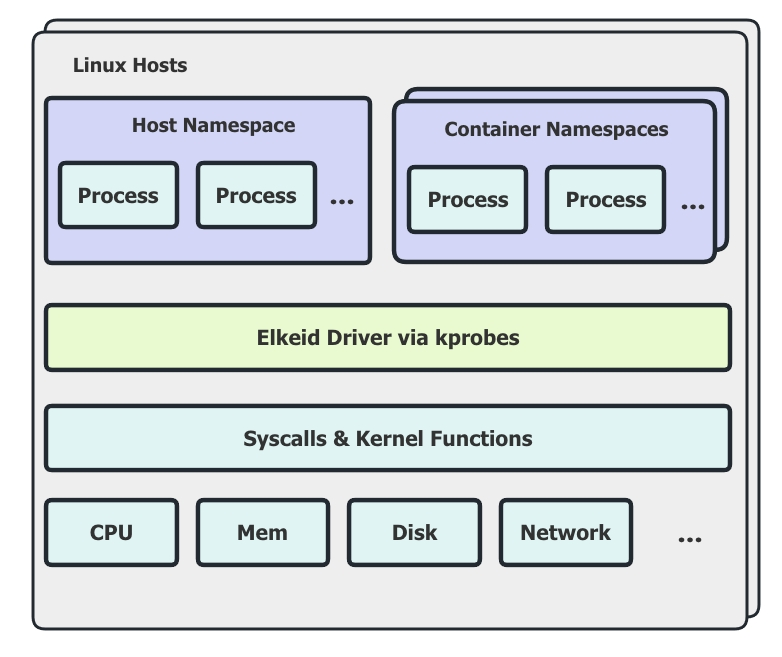 Linux Hosts
Host Namespace
Process
Process
...
Container Namespaces
Process
Process
...
Elkeid Driver via kprobes
Syscalls & Kernel Functions
CPU
Mem
Disk
Network
...